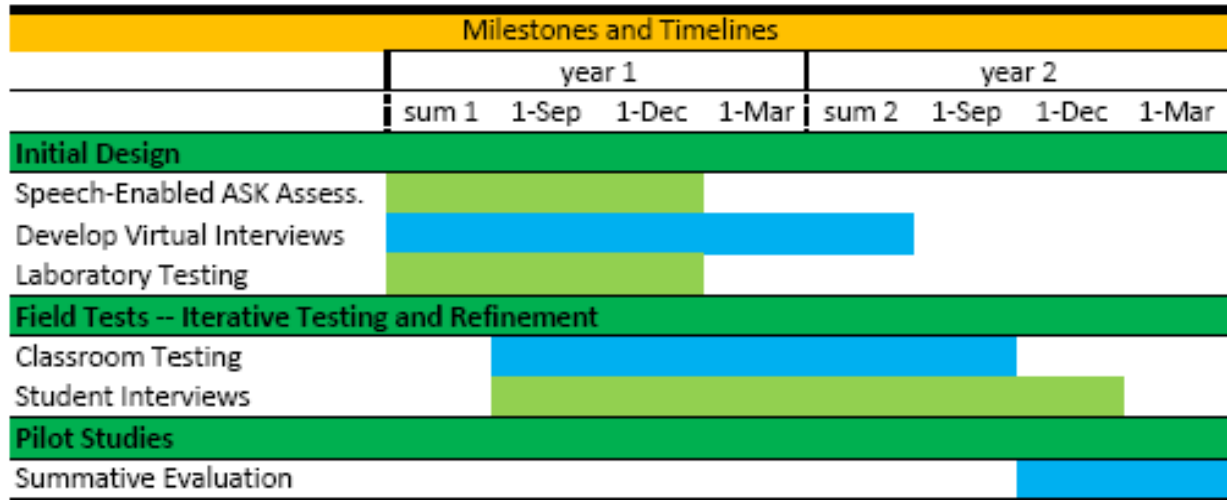 Milestones and Timelines
year 1 year 2
sum 1 1-Sep 1-Dec 1-Mar sum 2 1-Sep 1-Dec 1-Mar
Initial Design
Speech-Enabled ASK Assess.
Develop Virtual Interviews
Laboratory Testing
Field Tests -- Iterative Testing and Refinement
Classroom Testing
Student Interviews
Pilot Studies
Summative Evaluation